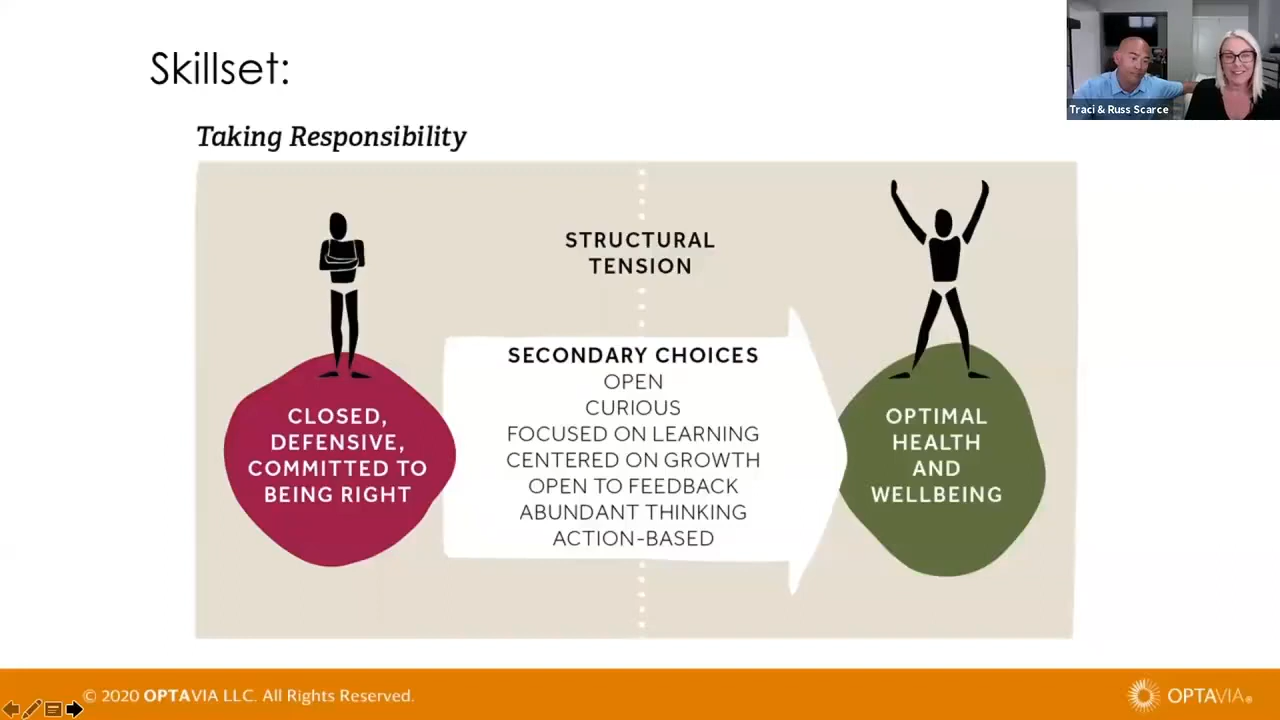 Skillset:
Traci & Russ Scarce
Taking Responsibility
STRUCTURAL
TENSION
CLOSED,
DEFENSIVE,
COMMITTED TO
BEING RIGHT
SECONDARY CHOICES
OPEN
CURIOUS
FOCUSED ON LEARNING
CENTERED ON GROWTH
OPEN TO FEEDBACK
ABUNDANT THINKING
ACTION-BASED
OPTIMAL
HEALTH
AND
WELLBEING
© 2020 OPTAVIA LLC. All Rights Reserved.
OPTAVIA®